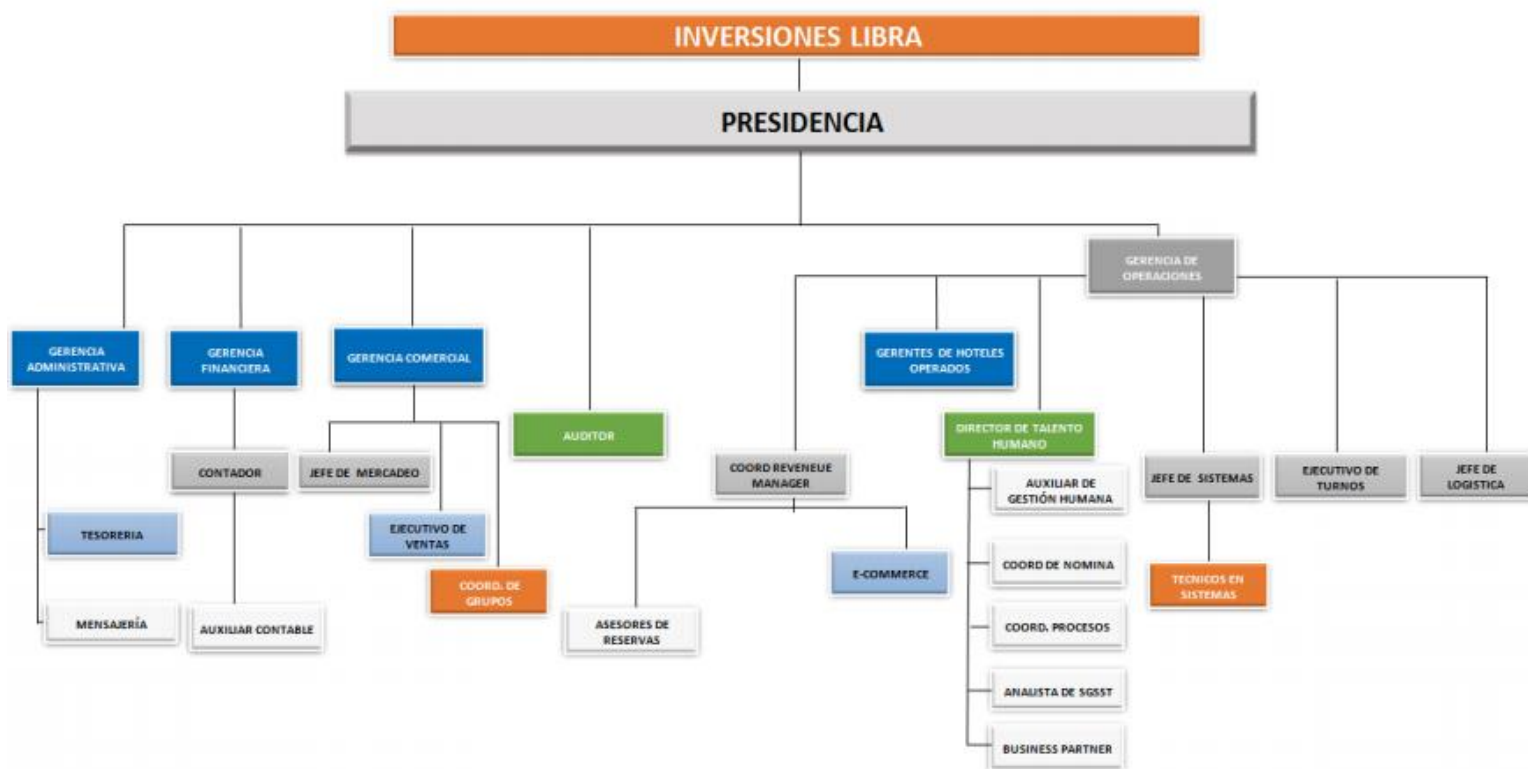 INVERSIONES LIBRA
PRESIDENCIA
GERENCIA DE
OPERACIONES
GERENCIA
ADMINISTRATIVA
GERENCIA
FINANCIERA
GERENCIA COMERCIAL
GERENTES DE HOTELES
OPERADOS
AUDITOR
DIRECTOR DE TALENTO
HUMANO
CONTADOR
JEFE DE MERCADEO
COORD REVENEUE
MANAGER
JEFE DE SISTEMAS
EJECUTIVO DE
TURNOS
JEFE DE
LOGISTICA
AUXILIAR DE
GESTIÓN HUMANA
TESORERIA
EJECUTIVO DE
VENTAS
E-COMMERCE
COORD DE NOMINA
TECNICOS EN
SISTEMAS
COORD. DE
GRUPOS
MENSAJERÍA
AUXILIAR CONTABLE
ASESORES DE
RESERVAS
COORD. PROCESOS
ANALISTA DE SGSST
BUSINESS PARTNER